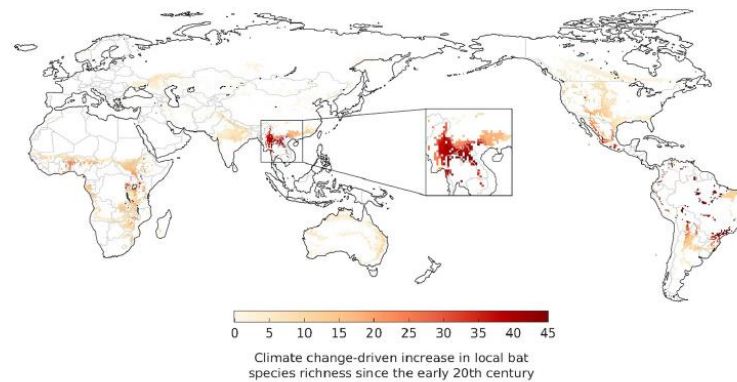 0 5 10 15 20 25 30 35 40 45
Climate change-driven increase in local bat
species richness since the early 20th century